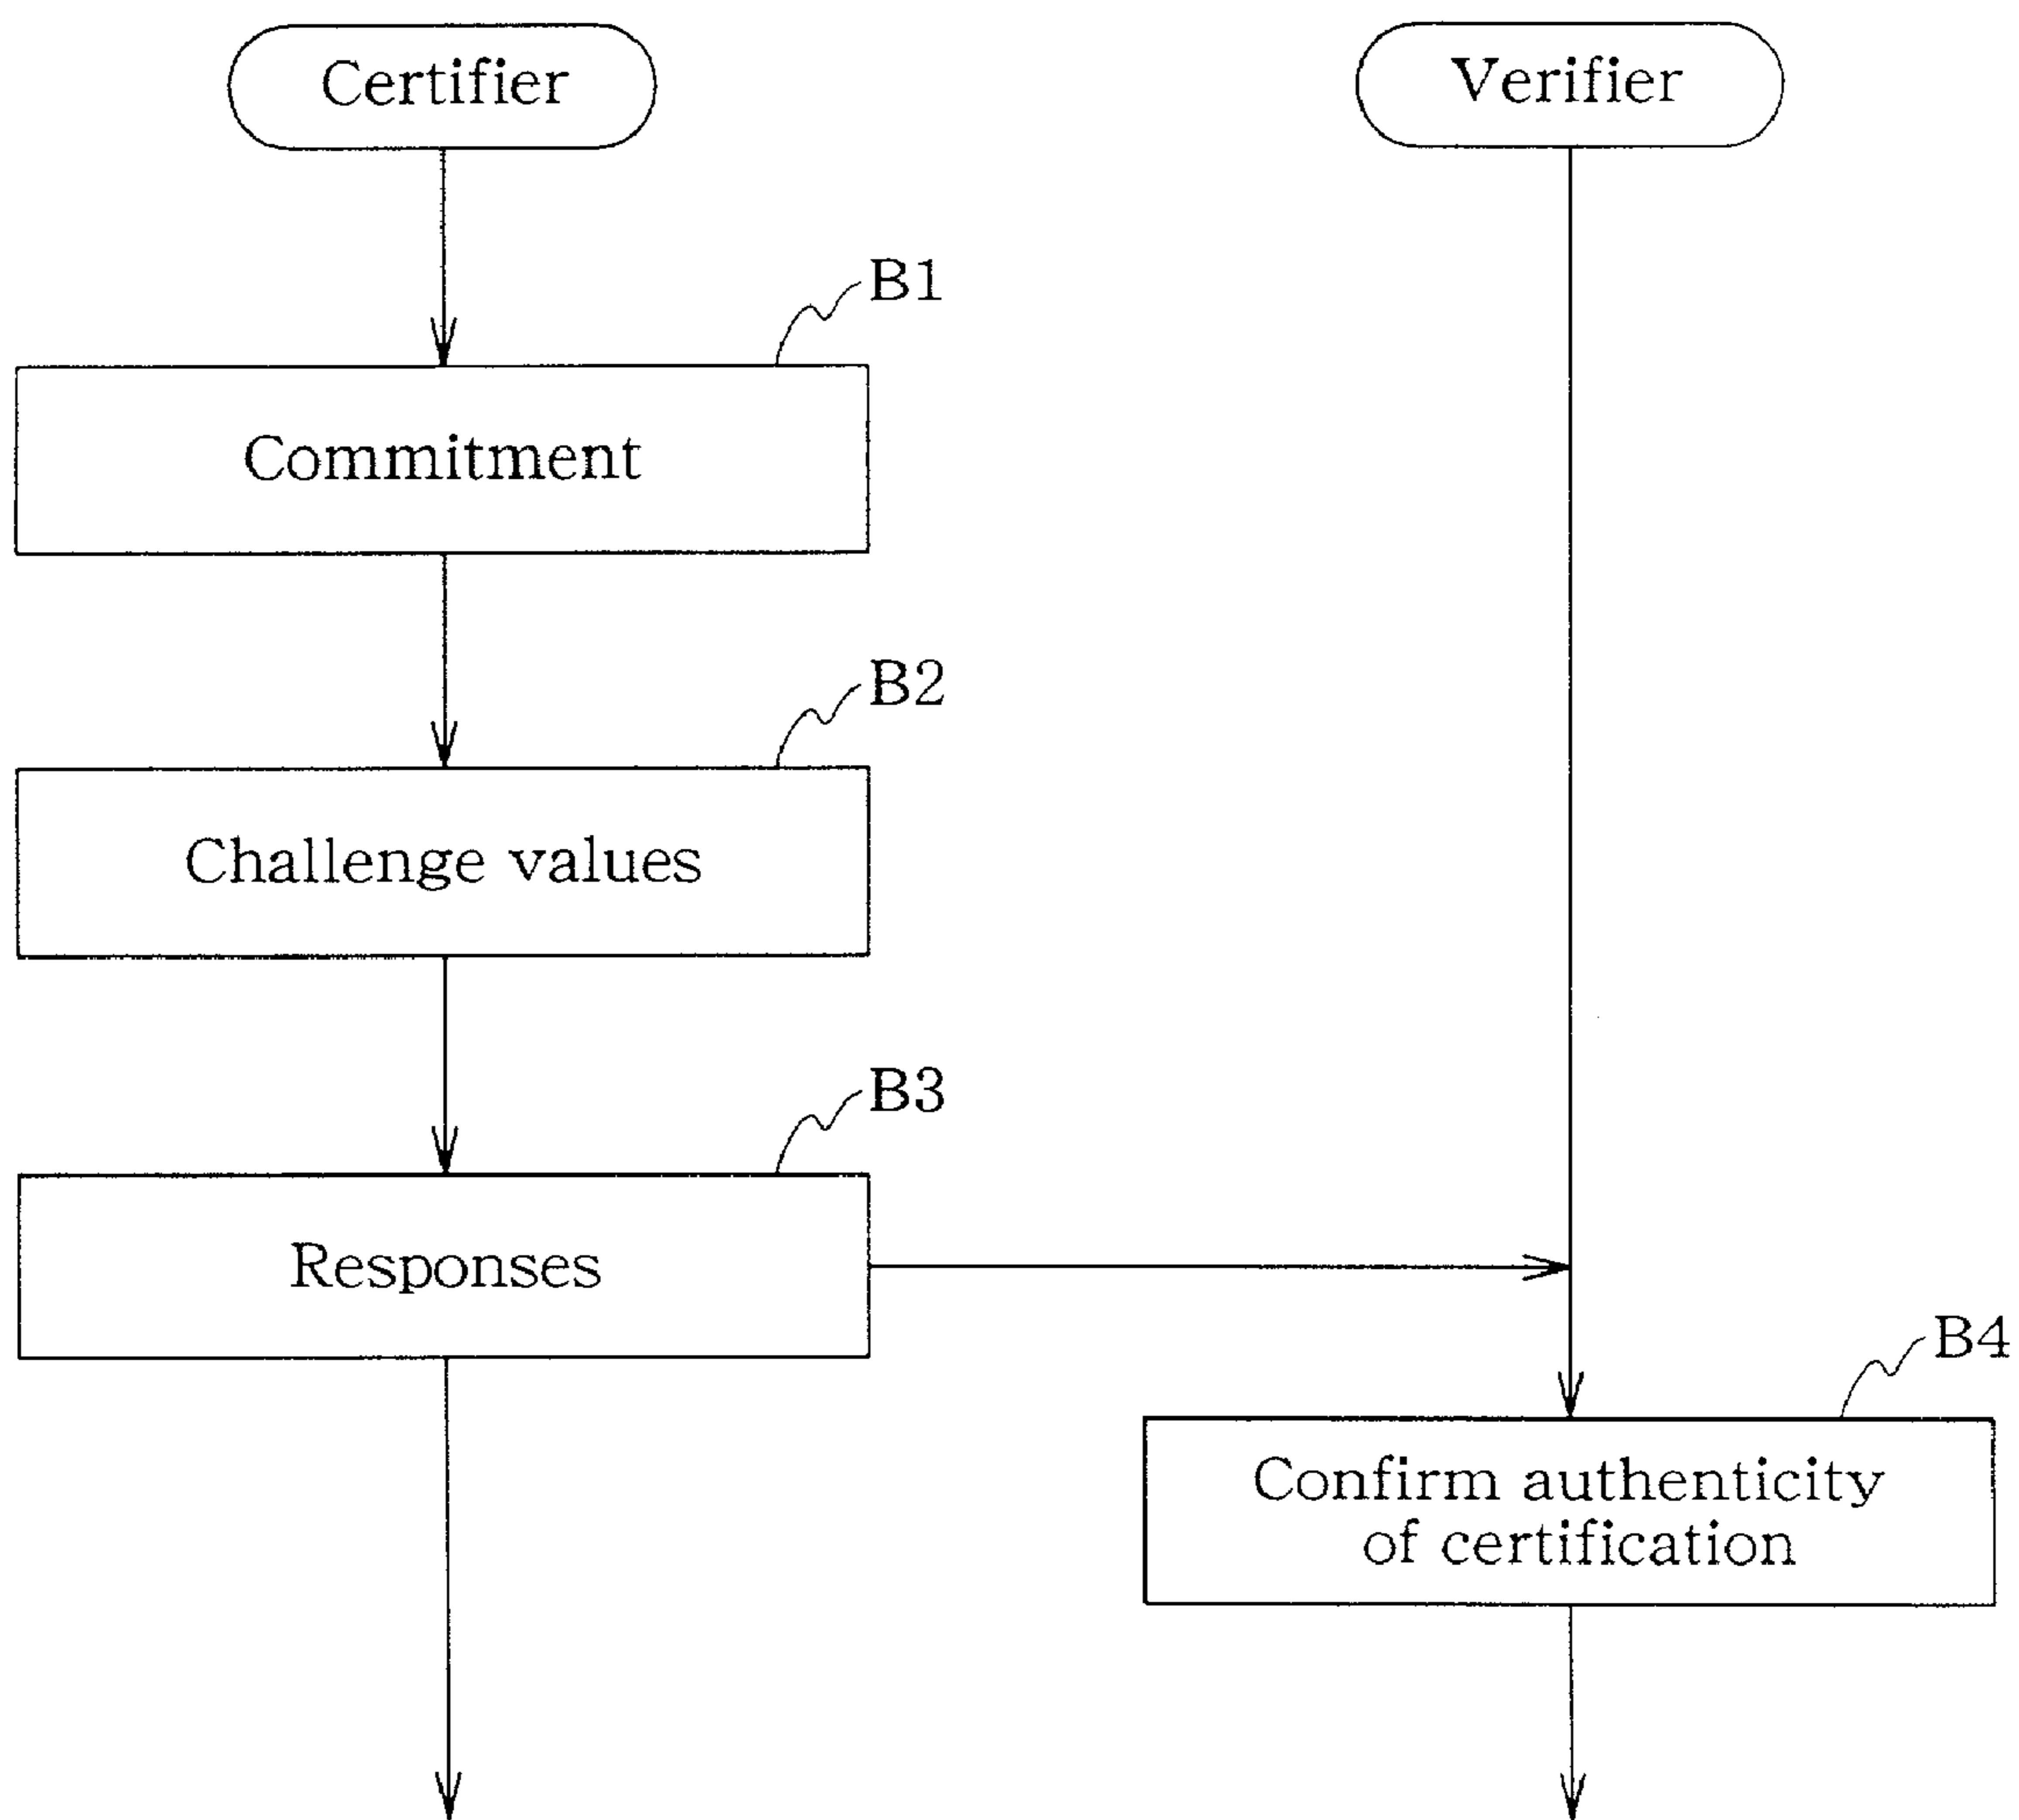 Certifier
Verifier
B1
Commitment
B2
Challenge values
B3
Responses
B4
Confirm authenticity
of certification